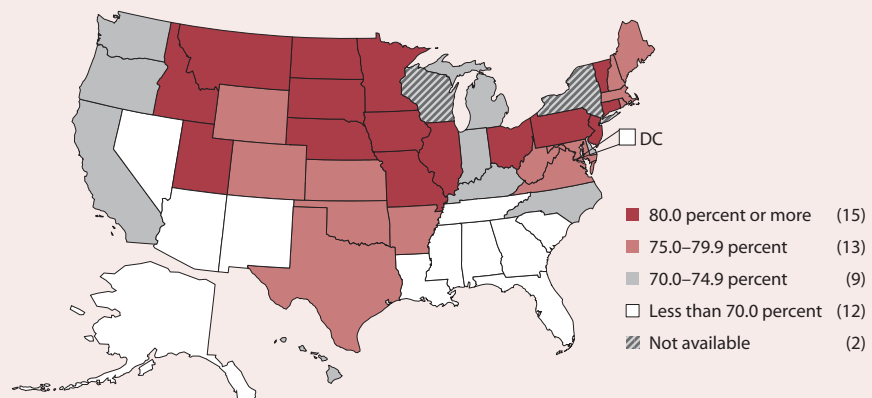 DC
80.0 percent or more (15)
75.0–79.9 percent (13)
70.0–74.9 percent (9)
Less than 70.0 percent (12)
Not available (2)